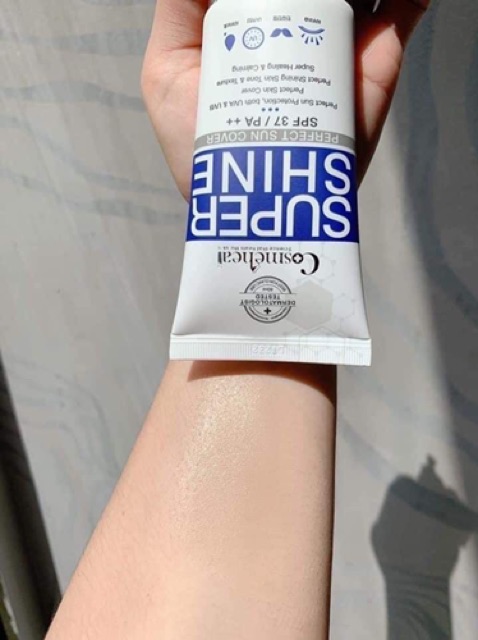 Cosméheal
SUPER
SHINE
PERFECT SUN COVER
SPF 37 / PA ++
★★★
Perfect Sun Protection, both UVA & UVB
Perfect Skin Cover
Perfect Shining Skin Tone & Texture
Super Healing & Calming
DERMATOLOGIST
TESTED